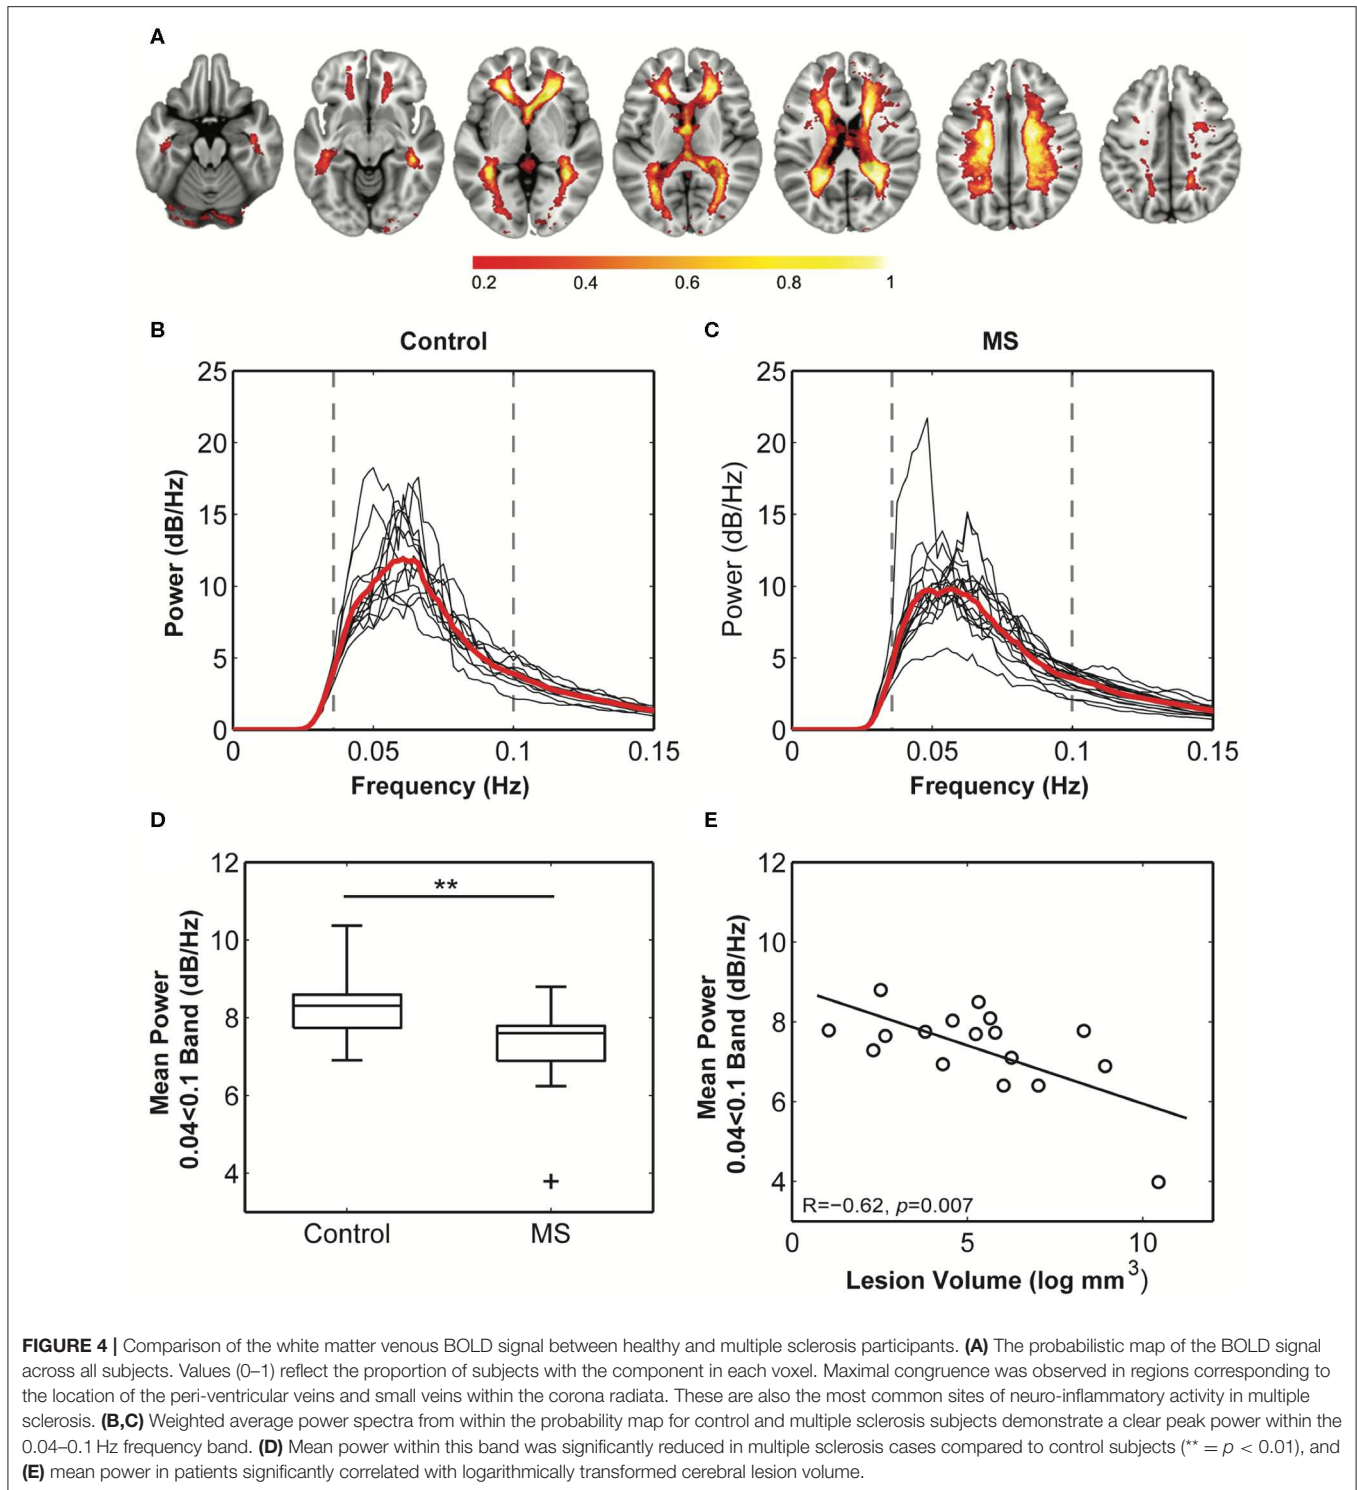 A
0.2 0.4 0.6 0.8 1
B
Control
25
20
15
10
5
0
Power (dB/Hz)
0 0.05 0.1 0.15
Frequency (Hz)
C
MS
25
20
15
10
5
0
Power (dB/Hz)
0 0.05 0.1 0.15
Frequency (Hz)
D
12
10
8
6
4
Mean Power
0.04<0.1 Band (dB/Hz)
**
Control MS
E
12
10
8
6
4
Mean Power
0.04<0.1 Band (dB/Hz)
R=−0.62, p=0.007
0 5 10
Lesion Volume (log mm³)
FIGURE 4 | Comparison of the white matter venous BOLD signal between healthy and multiple sclerosis participants. (A) The probabilistic map of the BOLD signal
across all subjects. Values (0–1) reflect the proportion of subjects with the component in each voxel. Maximal congruence was observed in regions corresponding to
the location of the peri-ventricular veins and small veins within the corona radiata. These are also the most common sites of neuro-inflammatory activity in multiple
sclerosis. (B,C) Weighted average power spectra from within the probability map for control and multiple sclerosis subjects demonstrate a clear peak power within the
0.04–0.1 Hz frequency band. (D) Mean power within this band was significantly reduced in multiple sclerosis cases compared to control subjects (** = p < 0.01), and
(E) mean power in patients significantly correlated with logarithmically transformed cerebral lesion volume.